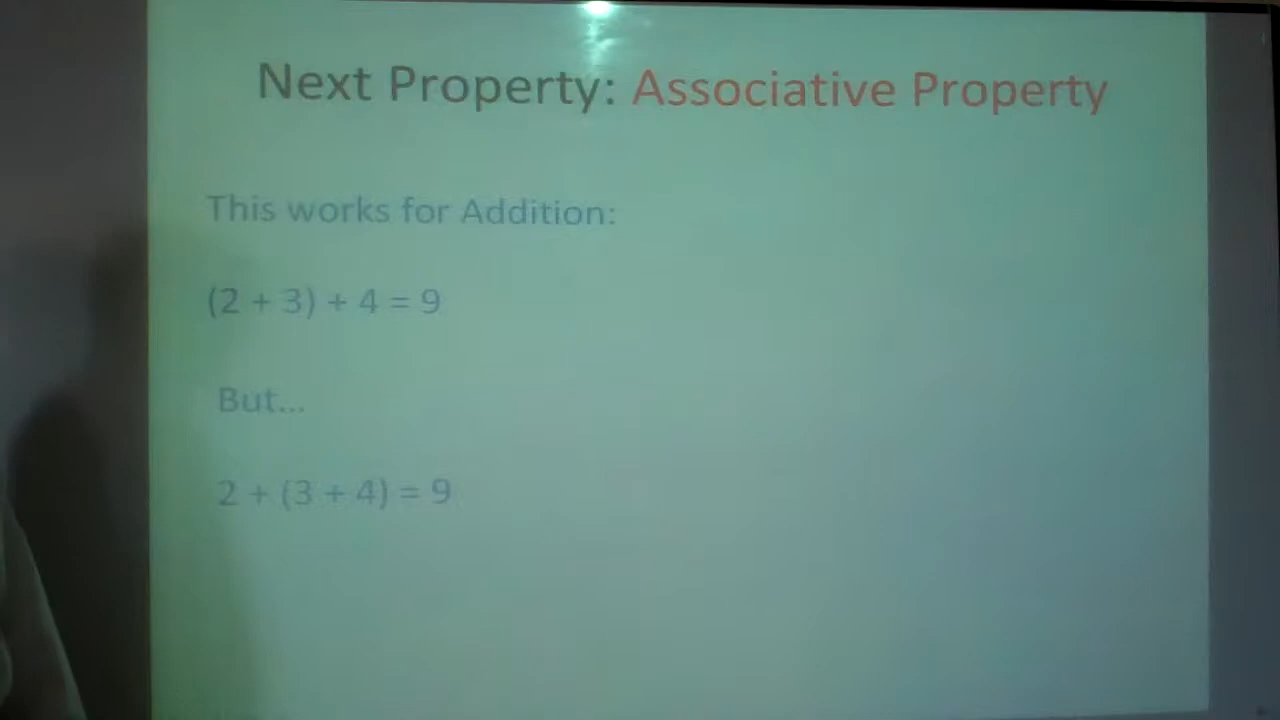 Next Property: Associative Property
This works for Addition:
(2 + 3) + 4 = 9
But...
2 + (3 + 4) = 9